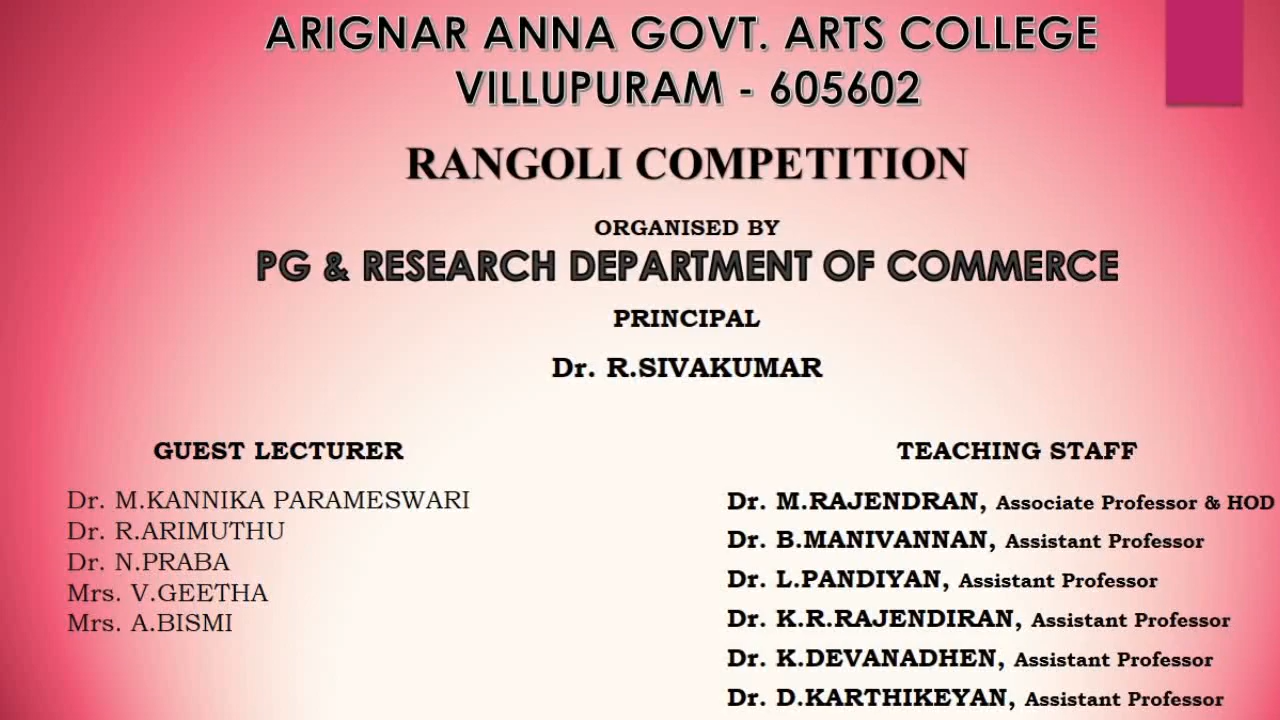 ARIGNAR ANNA GOVT. ARTS COLLEGE
VILLUPURAM - 605602
RANGOLI COMPETITION
ORGANISED BY
PG & RESEARCH DEPARTMENT OF COMMERCE
PRINCIPAL
Dr. R.SIVAKUMAR
GUEST LECTURER
Dr. M.KANNIKA PARAMESWARI
Dr. R.ARIMUTHU
Dr. N.PRABA
Mrs. V.GEETHA
Mrs. A.BISMI
TEACHING STAFF
Dr. M.RAJENDRAN, Associate Professor & HOD
Dr. B.MANIVANNAN, Assistant Professor
Dr. L.PANDIYAN, Assistant Professor
Dr. K.R.RAJENDIRAN, Assistant Professor
Dr. K.DEVANADHEN, Assistant Professor
Dr. D.KARTHIKEYAN, Assistant Professor